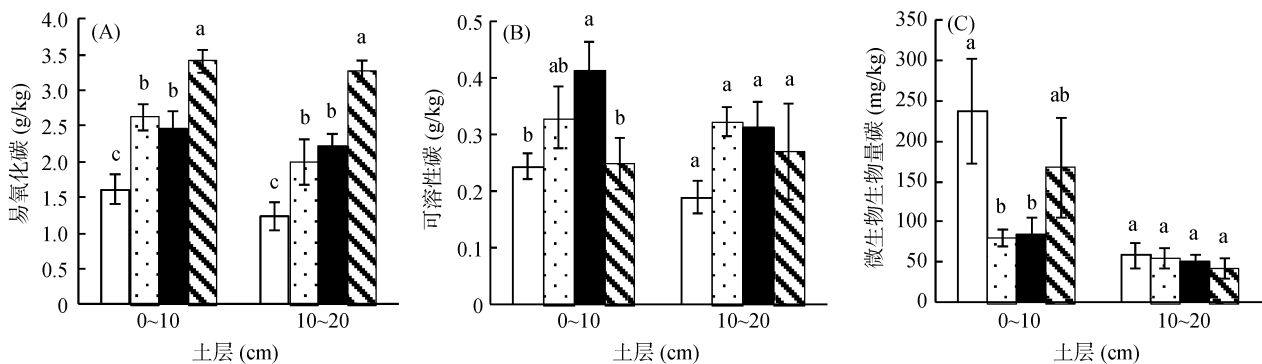 (A)
易氧化碳 (g/kg)
4.0
3.5
3.0
2.5
2.0
1.5
1.0
0.5
0
c
b
b
a
c
b
b
a
0~10
10~20
土层 (cm)
(B)
可溶性碳 (g/kg)
0.5
0.4
0.3
0.2
0.1
0
b
ab
a
b
a
a
a
a
0~10
10~20
土层 (cm)
(C)
微生物生物量碳 (mg/kg)
350
300
250
200
150
100
50
0
a
b
b
ab
a
a
a
a
0~10
10~20
土层 (cm)